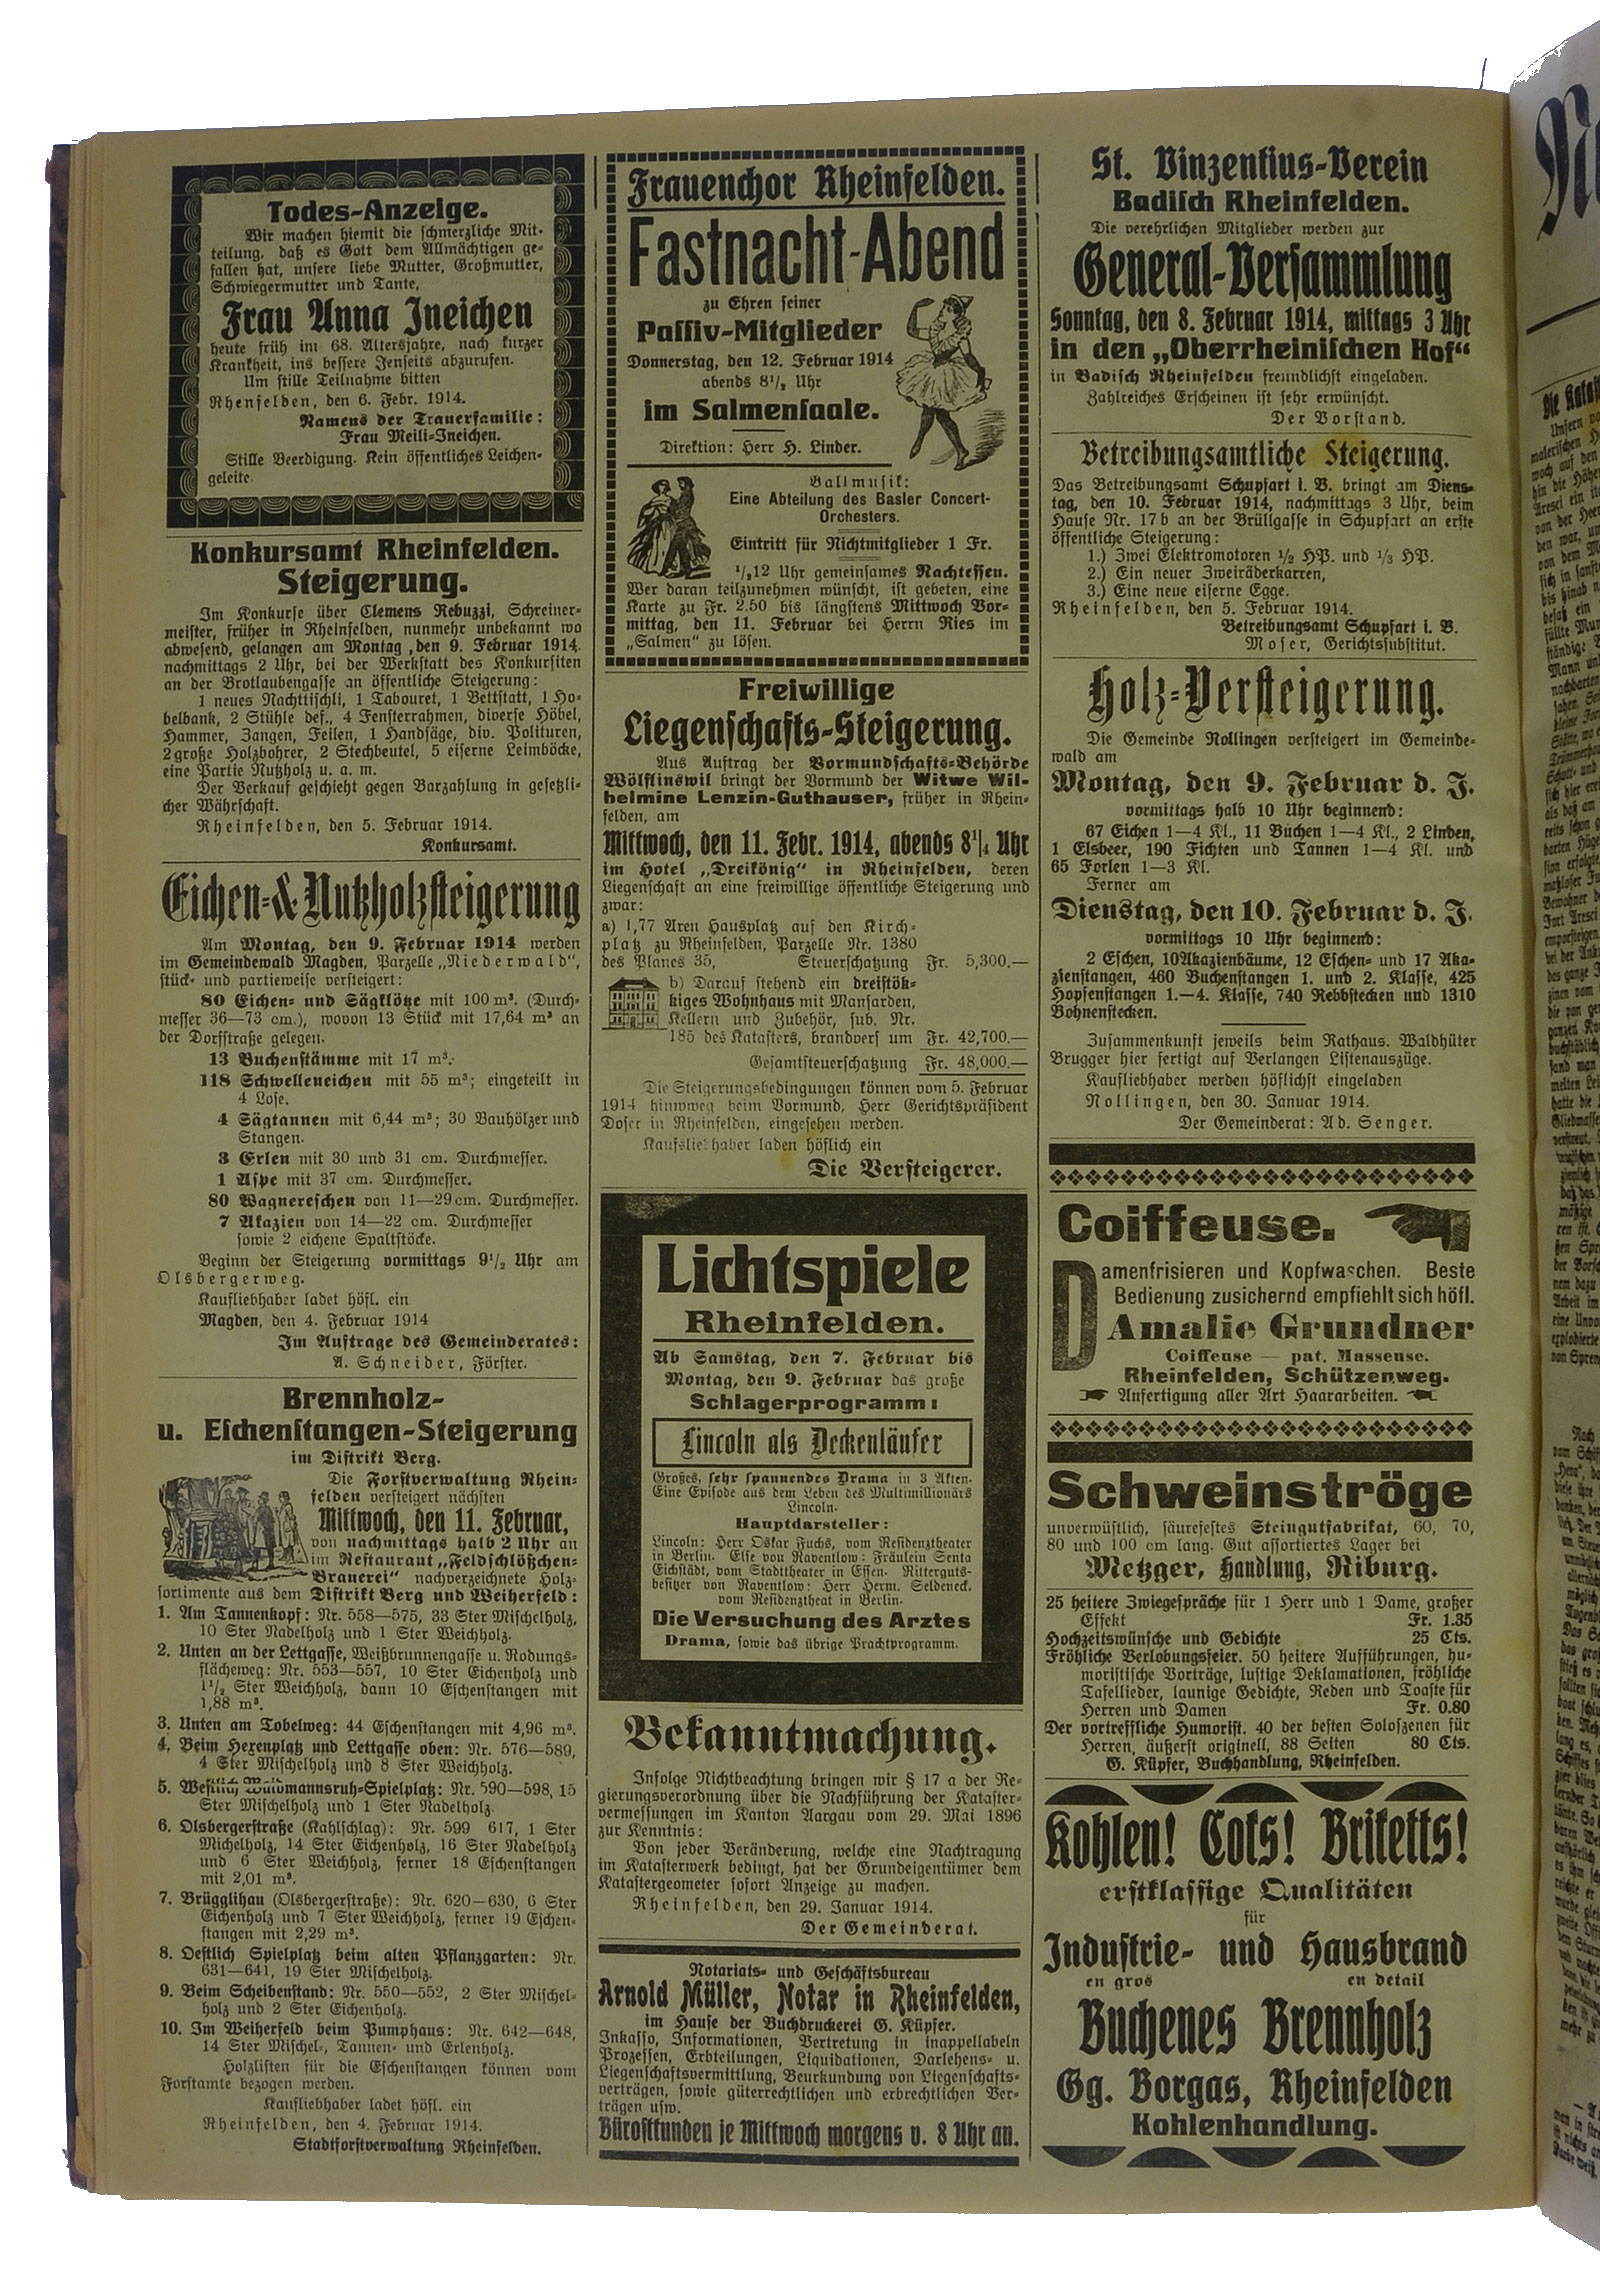 Todes-Anzeige.
Wir machen hiemit die schmerzliche Mit-
teilung, daß es Gott dem Allmächtigen ge-
fallen hat, unsere liebe Mutter, Großmutter,
Schwiegermutter und Tante,
Frau Anna Ineichen
heute früh im 68. Altersjahre, nach kurzer
Krankheit, ins bessere Jenseits abzurufen.
Um stille Teilnahme bitten
Rheinfelden, den 6. Febr. 1914.
Namens der Trauerfamilie:
Frau Meili-Ineichen.
Stille Beerdigung. Kein öffentliches Leichen-
geleite.
Konkursamt Rheinfelden.
Steigerung.
Im Konkurse über Clemens Rebuzzi, Schreiner-
meister, früher in Rheinfelden, nunmehr unbekannt wo
abwesend, gelangen am Montag, den 9. Februar 1914
nachmittags 2 Uhr, bei der Werkstatt des Konkursiten
an der Brotlaubengasse an öffentliche Steigerung:
1 neues Nachttischli, 1 Tabouret, 1 Bettstatt, 1 Ho-
belbank, 2 Stühle def., 4 Fensterrahmen, diverse Höbel,
Hammer, Zangen, Feilen, 1 Handsäge, div. Polituren,
2 große Holzbohrer, 2 Stechbeutel, 5 eiserne Leimböcke,
eine Partie Nutzholz u. a. m.
Der Verkauf geschieht gegen Barzahlung in gesetzli-
cher Währschaft.
Rheinfelden, den 5. Februar 1914.
Konkursamt.
Eichen- & Nutzholzsteigerung
Am Montag, den 9. Februar 1914 werden
im Gemeindewald Magden, Parzelle „Niederwald",
stück- und partieweise versteigert:
80 Eichen- und Sägklötze mit 100 m³. (Durch-
messer 36—73 cm.), wovon 13 Stück mit 17,64 m³ an
der Dorfstraße gelegen.
13 Buchenstämme mit 17 m³.
118 Schwelleneichen mit 55 m³; eingeteilt in
4 Lose.
4 Sägtannen mit 6,44 m³; 30 Bauhölzer und
Stangen.
3 Erlen mit 30 und 31 cm. Durchmesser.
1 Aspe mit 37 cm. Durchmesser.
80 Wagnereschen von 11—29 cm. Durchmesser.
7 Akazien von 14—22 cm. Durchmesser
sowie 2 eichene Spaltstöcke.
Beginn der Steigerung vormittags 9½ Uhr am
Olsbergerweg.
Kaufliebhaber ladet höfl. ein
Magden, den 4. Februar 1914
Im Auftrage des Gemeinderates:
A. Schneider, Förster.
Brennholz-
u. Eschenstangen-Steigerung
im Distrikt Berg.
Die Forstverwaltung Rhein-
felden versteigert nächsten
Mittwoch, den 11. Februar,
von nachmittags halb 2 Uhr an
im Restaurant „Feldschlößchen-
Brauerei" nachverzeichnete Holz-
sortimente aus dem Distrikt Berg und Weiherfeld:
1. Am Tannenkopf: Nr. 558—575, 33 Ster Mischelholz,
10 Ster Nadelholz und 1 Ster Weichholz.
2. Unten an der Lettgasse, Weißbrunnengasse u. Rodungs-
flächeweg: Nr. 553—557, 10 Ster Eichenholz und
1½ Ster Weichholz, dann 10 Eschenstangen mit
1,88 m³.
3. Unten am Tobelweg: 44 Eschenstangen mit 4,96 m³.
4. Beim Hexenplatz und Lettgasse oben: Nr. 576—589,
4 Ster Mischelholz und 8 Ster Weichholz.
5. Waidmannsruh-Spielplatz: Nr. 590—598, 15
Ster Mischelholz und 1 Ster Nadelholz.
6. Olsbergerstraße (Kahlschlag): Nr. 599 617, 1 Ster
Michelholz, 14 Ster Eichenholz, 16 Ster Nadelholz
und 6 Ster Weichholz, ferner 18 Eschenstangen
mit 2,01 m³.
7. Brügglihau (Olsbergerstraße): Nr. 620—630, 6 Ster
Eichenholz und 7 Ster Weichholz, ferner 19 Eschen-
stangen mit 2,29 m³.
8. Oestlich Spielplatz beim alten Pflanzgarten: Nr.
631—641, 19 Ster Mischelholz.
9. Beim Scheibenstand: Nr. 550—552, 2 Ster Mischel-
holz und 2 Ster Eichenholz.
10. Im Weiherfeld beim Pumphaus: Nr. 642—648,
14 Ster Mischel-, Tannen- und Erlenholz.
Holzlisten für die Eschenstangen können vom
Forstamte bezogen werden.
Kaufliebhaber ladet höfl. ein
Rheinfelden, den 4. Februar 1914.
Stadtforstverwaltung Rheinfelden.
Frauenchor Rheinfelden.
Fastnacht-Abend
zu Ehren seiner
Passiv-Mitglieder
Donnerstag, den 12. Februar 1914
abends 8½ Uhr
im Salmensaale.
Direktion: Herr H. Linder.
Ballmusik:
Eine Abteilung des Basler Concert-
Orchesters.
Eintritt für Nichtmitglieder 1 Fr.
½12 Uhr gemeinsames Nachtessen.
Wer daran teilzunehmen wünscht, ist gebeten, eine
Karte zu Fr. 2.50 bis längstens Mittwoch Vor-
mittag, den 11. Februar bei Herrn Ries im
„Salmen" zu lösen.
Freiwillige
Liegenschafts-Steigerung.
Aus Auftrag der Vormundschafts-Behörde
Wölflinswil bringt der Vormund der Witwe Wil-
helmine Lenzin-Guthauser, früher in Rhein-
felden, am
Mittwoch, den 11. Febr. 1914, abends 8¼ Uhr
im Hotel „Dreikönig" in Rheinfelden, deren
Liegenschaft an eine freiwillige öffentliche Steigerung und
zwar:
a) 1,77 Aren Hausplatz auf den Kirch-
platz zu Rheinfelden, Parzelle Nr. 1380
des Planes 35, Steuerschatzung Fr. 5,300.—
b) Darauf stehend ein dreistök-
kiges Wohnhaus mit Mansarden,
Kellern und Zubehör, sub. Nr.
185 des Katasters, brandvers um Fr. 42,700.—
Gesamtsteuerschatzung Fr. 48,000.—
Die Steigerungsbedingungen können vom 5. Februar
1914 hinweg beim Vormund, Herr Gerichtspräsident
Doser in Rheinfelden, eingesehen werden.
Kaufsliebhaber laden höflich ein
Die Versteigerer.
Lichtspiele
Rheinfelden.
Ab Samstag, den 7. Februar bis
Montag, den 9. Februar das große
Schlagerprogramm:
Lincoln als Deckenläufer
Großes, sehr spannendes Drama in 3 Akten.
Eine Episode aus dem Leben des Multimillionärs
Lincoln.
Hauptdarsteller:
Lincoln: Herr Oskar Fuchs, vom Residenztheater
in Berlin. Else von Raventlow: Fräulein Senta
Eichstädt, vom Stadttheater in Essen. Ritterguts-
besitzer von Raventlow: Herr Herm. Seldeneck,
vom Residenztheat in Berlin.
Die Versuchung des Arztes
Drama, sowie das übrige Prachtprogramm.
Bekanntmachung.
Infolge Nichtbeachtung bringen wir § 17 a der Re-
gierungsverordnung über die Nachführung der Kataster-
vermessungen im Kanton Aargau vom 29. Mai 1896
zur Kenntnis:
Von jeder Veränderung, welche eine Nachtragung
im Katasterwerk bedingt, hat der Grundeigentümer dem
Katastergeometer sofort Anzeige zu machen.
Rheinfelden, den 29. Januar 1914.
Der Gemeinderat.
Notariats- und Geschäftsbureau
Arnold Müller, Notar in Rheinfelden,
im Hause der Buchdruckerei G. Küpfer.
Inkasso, Informationen, Vertretung in inappellabeln
Prozessen, Erbteilungen, Liquidationen, Darlehens- u.
Liegenschaftsvermittlung, Beurkundung von Liegenschafts-
verträgen, sowie güterrechtlichen und erbrechtlichen Ver-
trägen usw.
Bürostunden je Mittwoch morgens v. 8 Uhr an.
St. Vinzentius-Verein
Badisch Rheinfelden.
Die verehrlichen Mitglieder werden zur
General-Versammlung
Sonntag, den 8. Februar 1914, mittags 3 Uhr
in den „Oberrheinischen Hof"
in Badisch Rheinfelden freundlichst eingeladen.
Zahlreiches Erscheinen ist sehr erwünscht.
Der Vorstand.
Betreibungsamtliche Steigerung.
Das Betreibungsamt Schupfart i. B. bringt am Diens-
tag, den 10. Februar 1914, nachmittags 3 Uhr, beim
Hause Nr. 17b an der Brüllgasse in Schupfart an erste
öffentliche Steigerung:
1.) Zwei Elektromotoren ½ HP. und ⅓ HP.
2.) Ein neuer Zweiräderkarren,
3.) Eine neue eiserne Egge.
Rheinfelden, den 5. Februar 1914.
Betreibungsamt Schupfart i. B.
Moser, Gerichtssubstitut.
Holz-Versteigerung.
Die Gemeinde Nollingen versteigert im Gemeinde-
wald am
Montag, den 9. Februar d. J.
vormittags halb 10 Uhr beginnend:
67 Eichen 1—4 Kl., 11 Buchen 1—4 Kl., 2 Linden,
1 Elsbeer, 190 Fichten und Tannen 1—4 Kl. und
65 Forlen 1—3 Kl.
Ferner am
Dienstag, den 10. Februar d. J.
vormittags 10 Uhr beginnend:
2 Eschen, 10 Akazienbäume, 12 Eschen- und 17 Aka-
zienstangen, 460 Buchenstangen 1. und 2. Klasse, 425
Hopfenstangen 1.—4. Klasse, 740 Rebstecken und 1310
Bohnenstecken.
Zusammenkunft jeweils beim Rathaus. Waldhüter
Brugger hier fertigt auf Verlangen Listenauszüge.
Kaufliebhaber werden höflichst eingeladen
Nollingen, den 30. Januar 1914.
Der Gemeinderat: Ad. Senger.
Coiffeuse.
Damenfrisieren und Kopfwaschen. Beste
Bedienung zusichernd empfiehlt sich höfl.
Amalie Grundner
Coiffeuse — pat. Masseuse.
Rheinfelden, Schützenweg.
Anfertigung aller Art Haararbeiten.
Schweinströge
unverwüstlich, säurefestes Steingutfabrikat, 60, 70,
80 und 100 cm lang. Gut assortiertes Lager bei
Metzger, Handlung, Riburg.
25 heitere Zwiegespräche für 1 Herr und 1 Dame, großer
Effekt Fr. 1.35
Hochzeitswünsche und Gedichte 25 Cts.
Fröhliche Verlobungsfeier. 50 heitere Aufführungen, hu-
moristische Vorträge, lustige Deklamationen, fröhliche
Tafellieder, launige Gedichte, Reden und Toaste für
Herren und Damen Fr. 0.80
Der vortreffliche Humorist. 40 der besten Soloszenen für
Herren, äußerst originell, 88 Seiten 80 Cts.
G. Küpfer, Buchhandlung, Rheinfelden.
Kohlen! Coks! Briketts!
erstklassige Qualitäten
für
Industrie- und Hausbrand
en gros en detail
Buchenes Brennholz
Gg. Borgas, Rheinfelden
Kohlenhandlung.